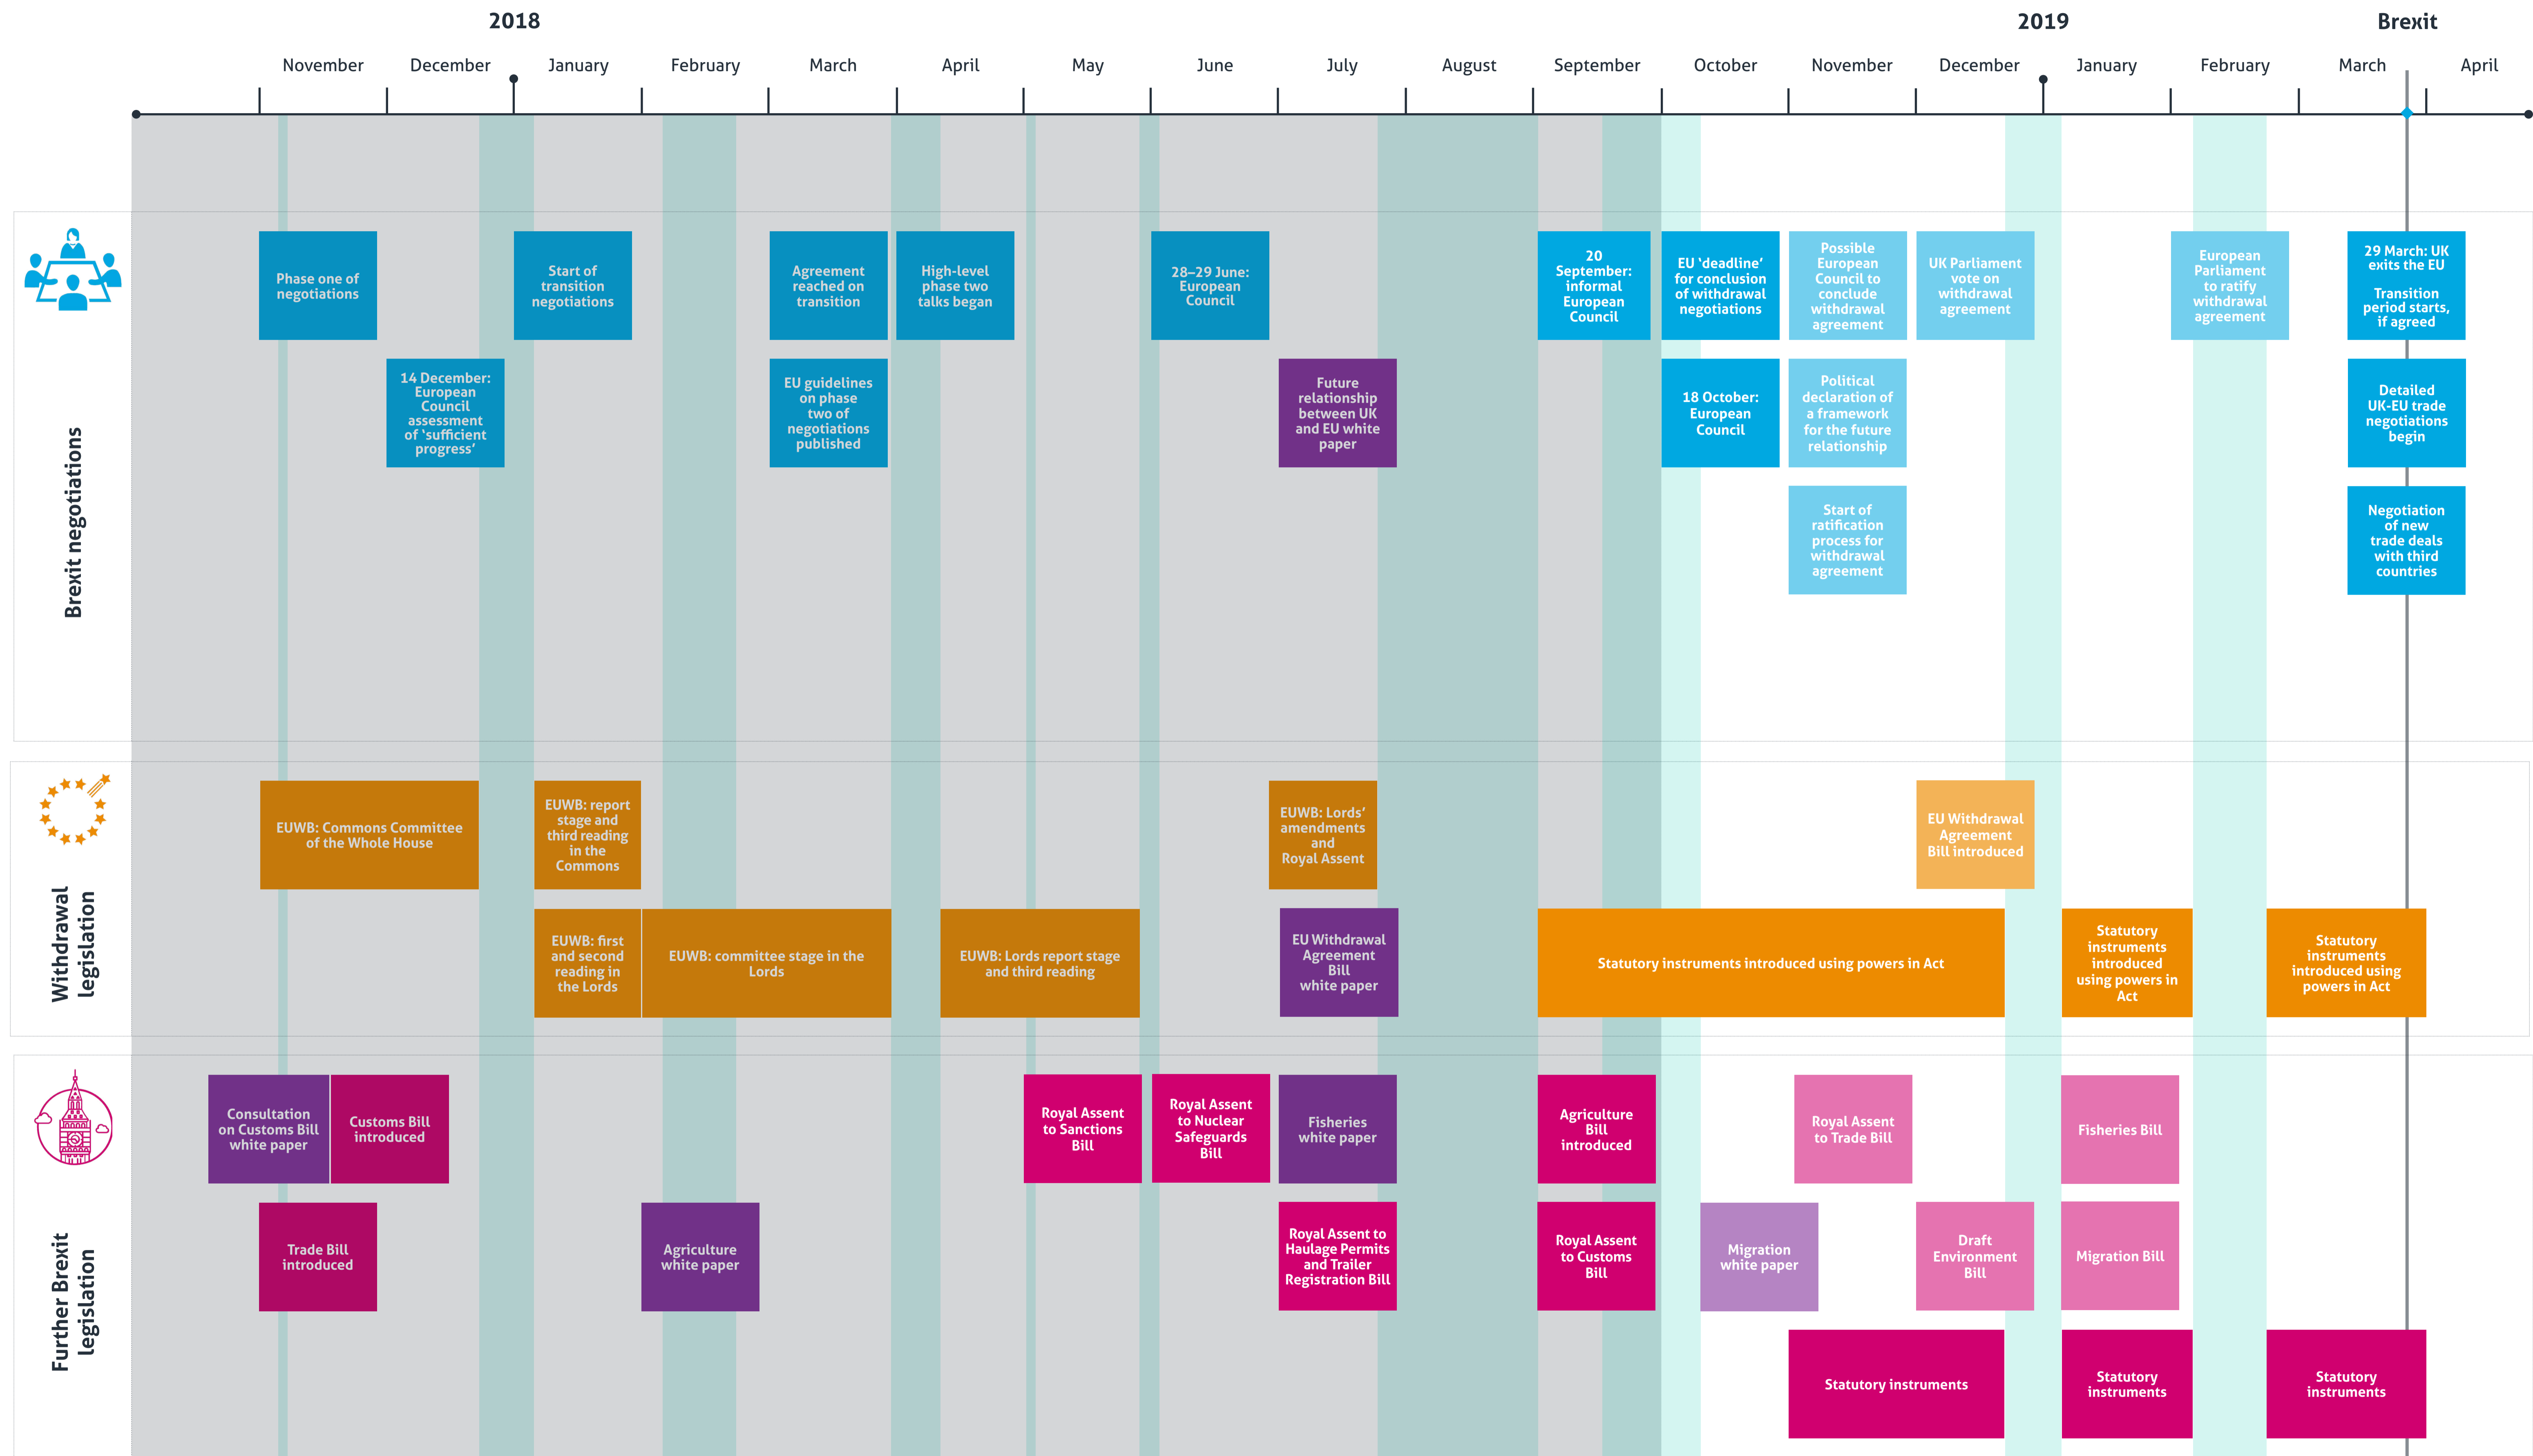 2018
2019
Brexit
November
December
January
February
March
April
May
June
July
August
September
October
November
December
January
February
March
April
Brexit negotiations
Phase one of
negotiations
Start of
transition
negotiations
Agreement
reached on
transition
High-level
phase two
talks began
28–29 June:
European
Council
20
September:
informal
European
Council
EU ‘deadline’
for conclusion
of withdrawal
negotiations
Possible
European
Council to
conclude
withdrawal
agreement
UK Parliament
vote on
withdrawal
agreement
European
Parliament
to ratify
withdrawal
agreement
29 March: UK
exits the EU
Transition
period starts,
if agreed
14 December:
European
Council
assessment
of ‘sufficient
progress’
EU guidelines
on phase
two of
negotiations
published
Future
relationship
between UK
and EU white
paper
18 October:
European
Council
Political
declaration of
a framework
for the future
relationship
Detailed
UK-EU trade
negotiations
begin
Start of
ratification
process for
withdrawal
agreement
Negotiation
of new
trade deals
with third
countries
Withdrawal
legislation
EUWB: Commons Committee
of the Whole House
EUWB: report
stage and
third reading
in the
Commons
EUWB: Lords’
amendments
and
Royal Assent
EU Withdrawal
Agreement
Bill introduced
EUWB: first
and second
reading in
the Lords
EUWB: committee stage in the
Lords
EUWB: Lords report stage
and third reading
EU Withdrawal
Agreement
Bill
white paper
Statutory instruments introduced using powers in Act
Statutory
instruments
introduced
using powers in
Act
Statutory
instruments
introduced using
powers in Act
Further Brexit
legislation
Consultation
on Customs Bill
white paper
Customs Bill
introduced
Royal Assent
to Sanctions
Bill
Royal Assent
to Nuclear
Safeguards
Bill
Fisheries
white paper
Agriculture
Bill
introduced
Royal Assent
to Trade Bill
Fisheries Bill
Trade Bill
introduced
Agriculture
white paper
Royal Assent to
Haulage Permits
and Trailer
Registration Bill
Royal Assent
to Customs
Bill
Migration
white paper
Draft
Environment
Bill
Migration Bill
Statutory instruments
Statutory
instruments
Statutory
instruments